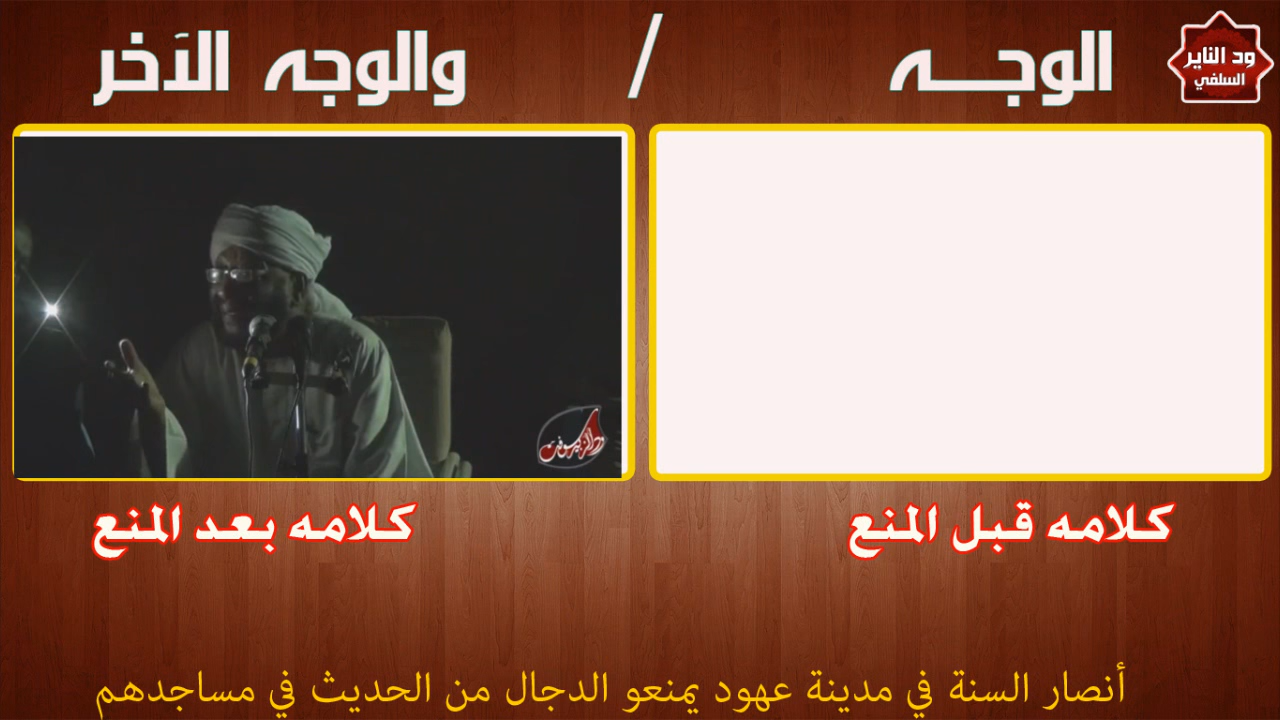 ود الناير
السلفي
الوجـــه / والوجه الآخر
كلامه قبل المنع
كلامه بعد المنع
أنصار السنة في مدينة عهود يمنعو الدجال من الحديث في مساجدهم